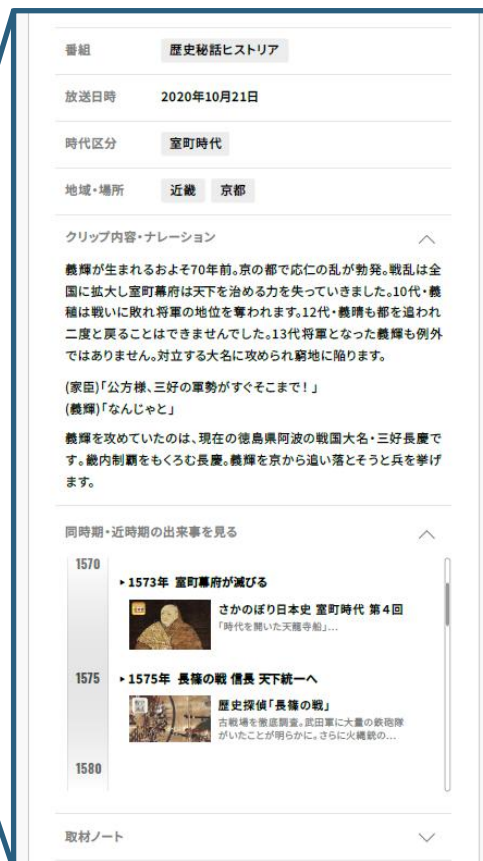 番組 歴史秘話ヒストリア
放送日時 2020年10月21日
時代区分 室町時代
地域・場所 近畿 京都
クリップ内容・ナレーション
義輝が生まれるおよそ70年前。京の都で応仁の乱が勃発。戦乱は全
国に拡大し室町幕府は天下を治める力を失っていきました。10代・義
稙は戦いに敗れ将軍の地位を奪われます。12代・義晴も都を追われ
二度と戻ることはできませんでした。13代将軍となった義輝も例外
ではありません。対立する大名に攻められ窮地に陥ります。
(家臣)「公方様、三好の軍勢がすぐそこまで！」
(義輝)「なんじゃと」
義輝を攻めていたのは、現在の徳島県阿波の戦国大名・三好長慶で
す。畿内制覇をもくろむ長慶。義輝を京から追い落とそうと兵を挙げ
ます。
同時期・近時期の出来事を見る
1570
1573年 室町幕府が滅びる
さかのぼり日本史 室町時代 第4回
「時代を開いた天龍寺船」...
1575
1575年 長篠の戦 信長 天下統一へ
歴史探偵「長篠の戦」
古戦場を徹底調査。武田軍に大量の鉄砲隊
がいたことが明らかに。さらに火縄銃の...
1580
取材ノート